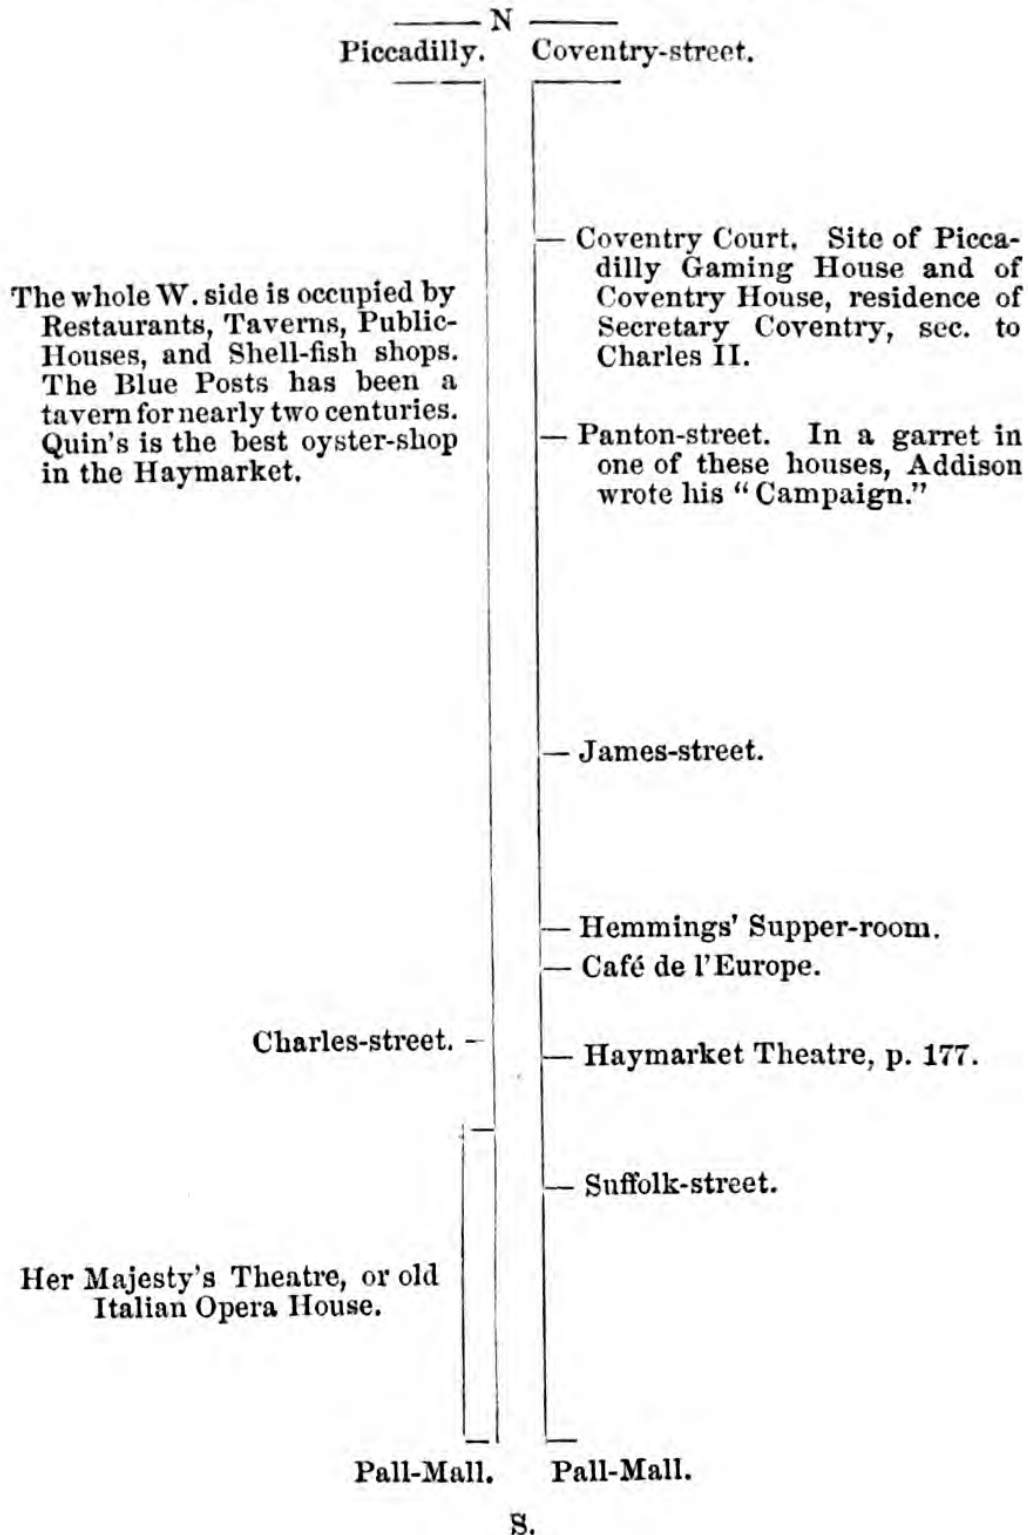 N
Piccadilly. Coventry-street.
The whole W. side is occupied by
Restaurants, Taverns, Public-
Houses, and Shell-fish shops.
The Blue Posts has been a
tavern for nearly two centuries.
Quin's is the best oyster-shop
in the Haymarket.
Coventry Court. Site of Picca-
dilly Gaming House and of
Coventry House, residence of
Secretary Coventry, sec. to
Charles II.
Panton-street. In a garret in
one of these houses, Addison
wrote his "Campaign."
James-street.
Hemmings' Supper-room.
Café de l'Europe.
Charles-street.
Haymarket Theatre, p. 177.
Suffolk-street.
Her Majesty's Theatre, or old
Italian Opera House.
Pall-Mall. Pall-Mall.
S.